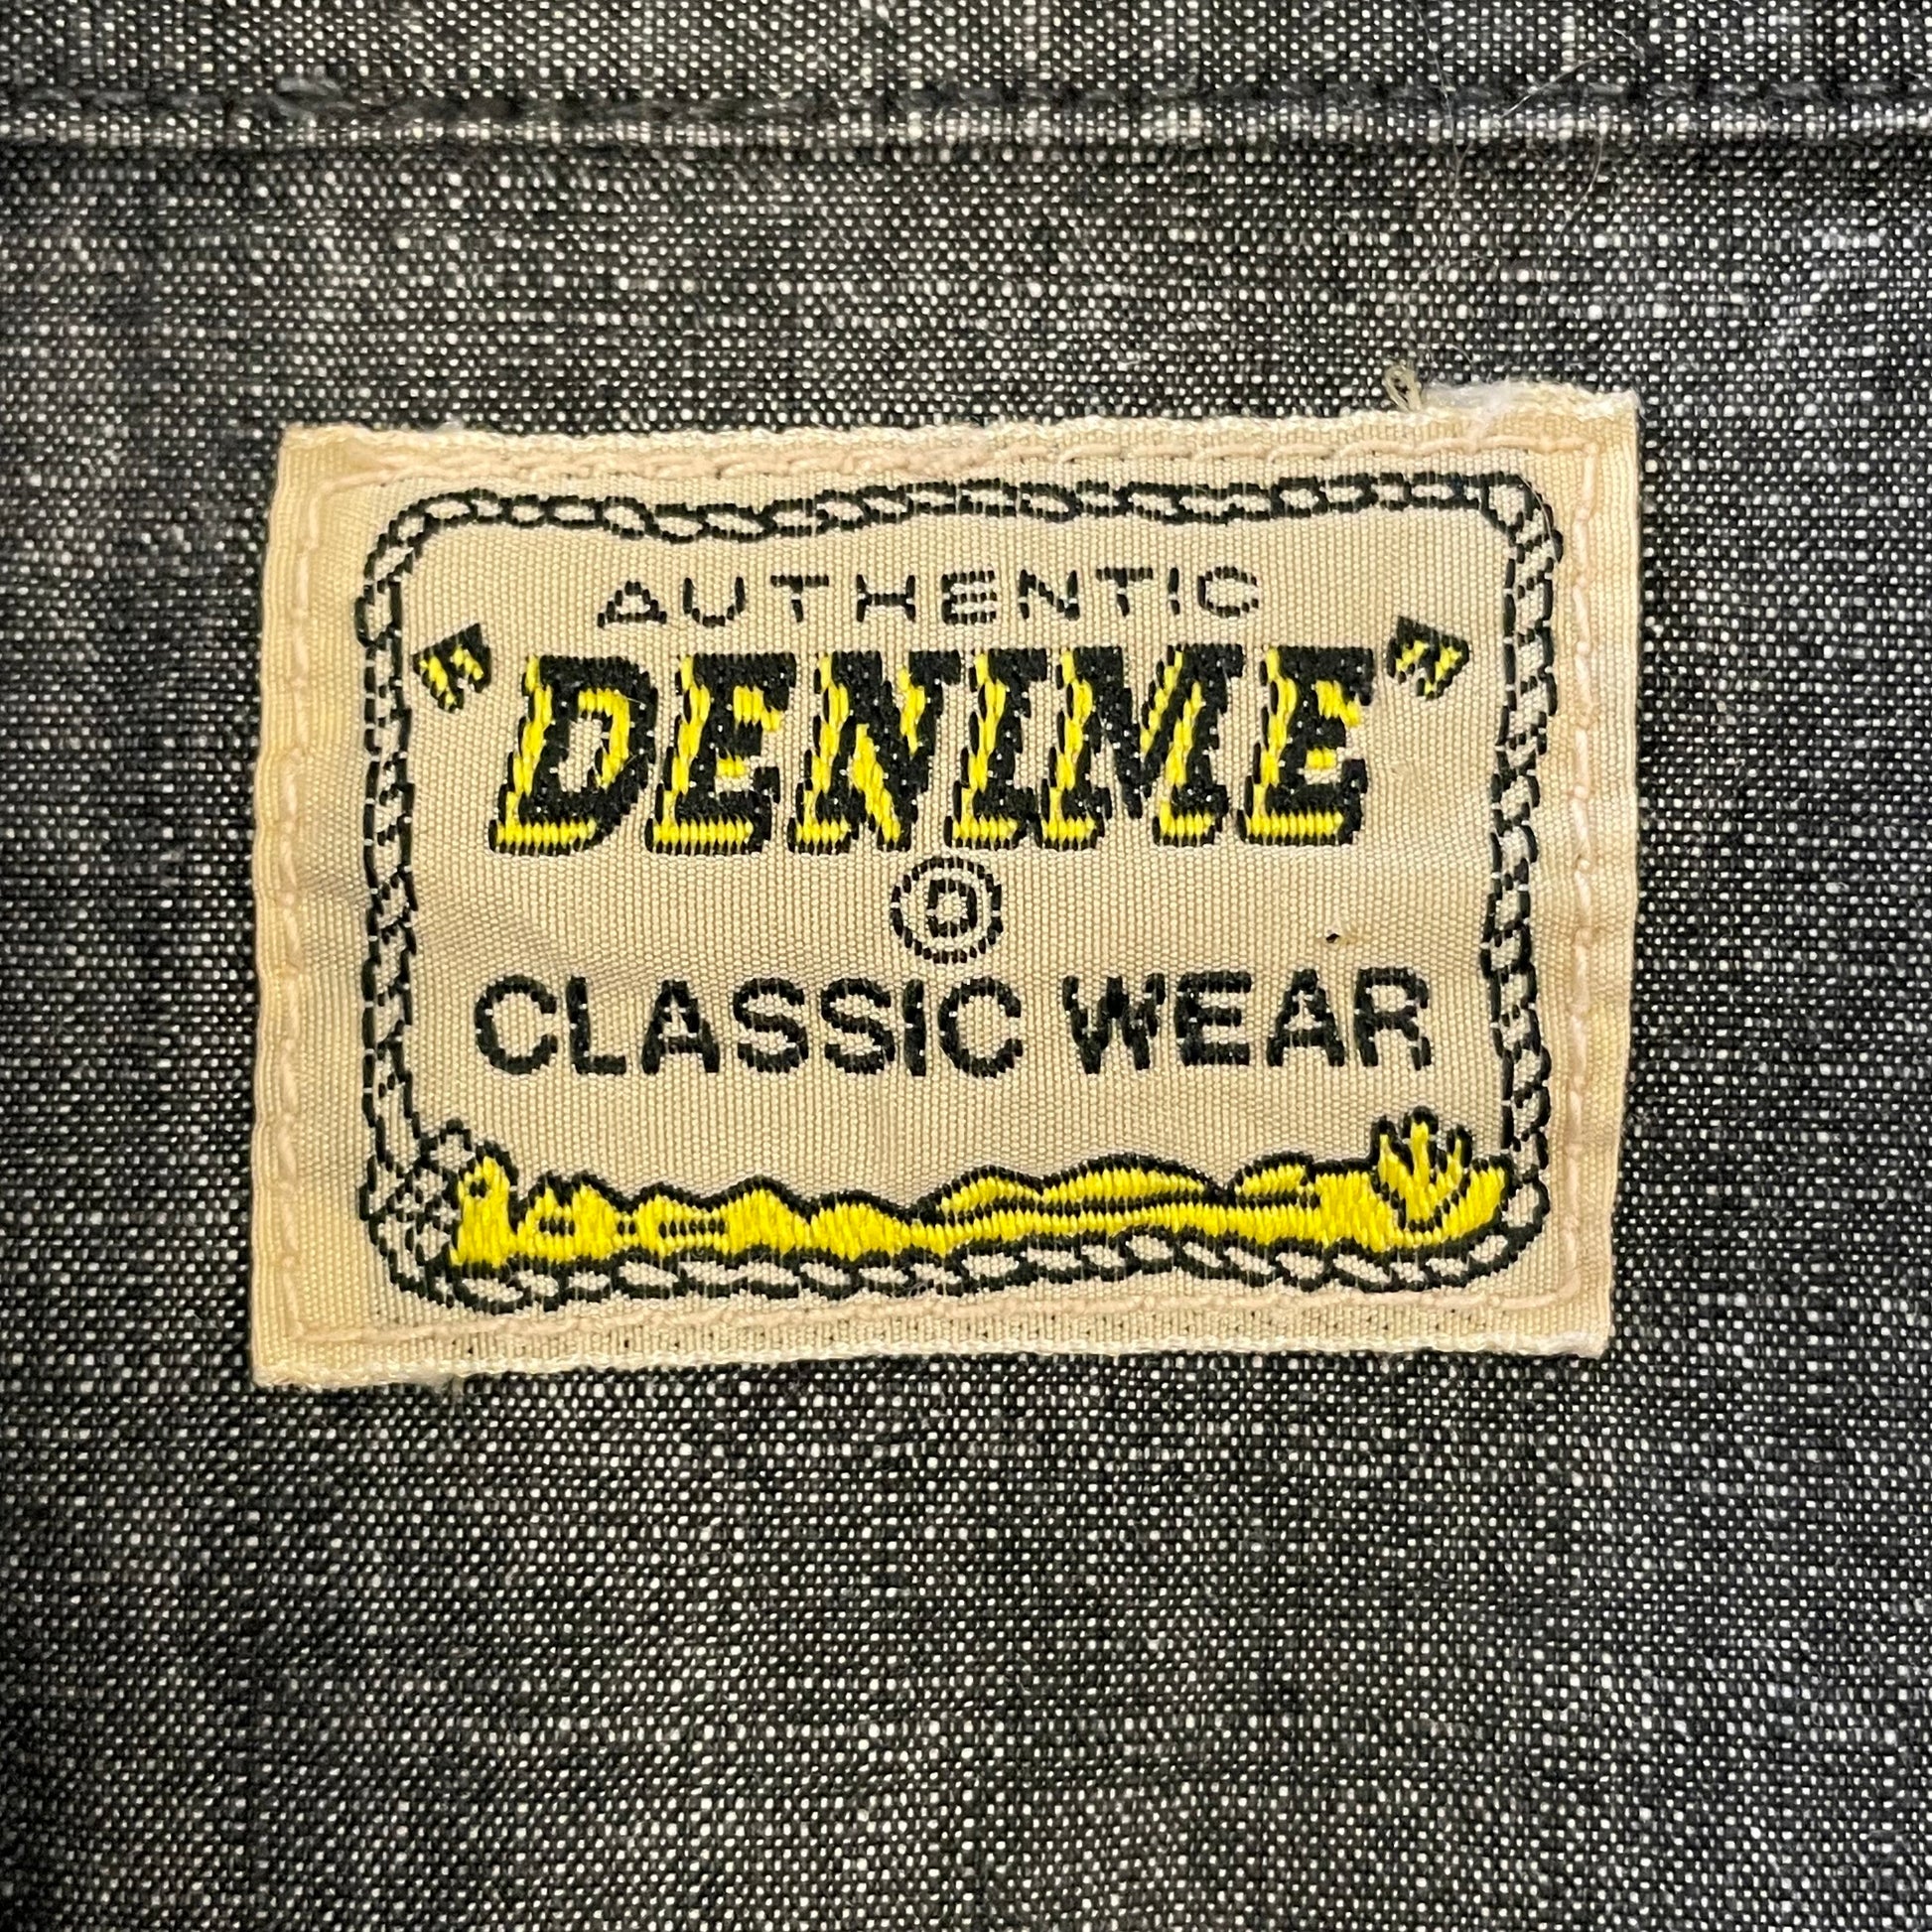 AUTHENTIC
"DENIME"
D
CLASSIC WEAR